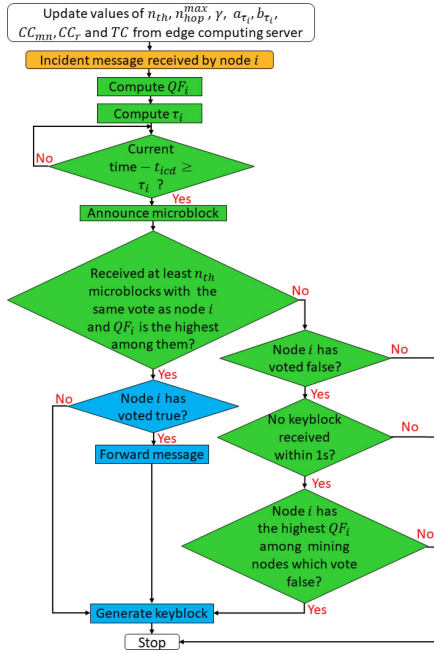 Update values of n_th, n_hop^max, γ, a_τi, b_τi,
CC_mn, CC_r and TC from edge computing server
Incident message received by node i
Compute QF_i
Compute τ_i
Current
time − t_icd ≥
τ_i ?
No
Yes
Announce microblock
Received at least n_th
microblocks with the
same vote as node i
and QF_i is the highest
among them?
No
Yes
Node i has
voted false?
No
Yes
Node i has
voted true?
No
Yes
Forward message
No keyblock
received
within 1s?
No
Yes
Node i has
the highest QF_i
among mining
nodes which vote
false?
No
Yes
Generate keyblock
Stop